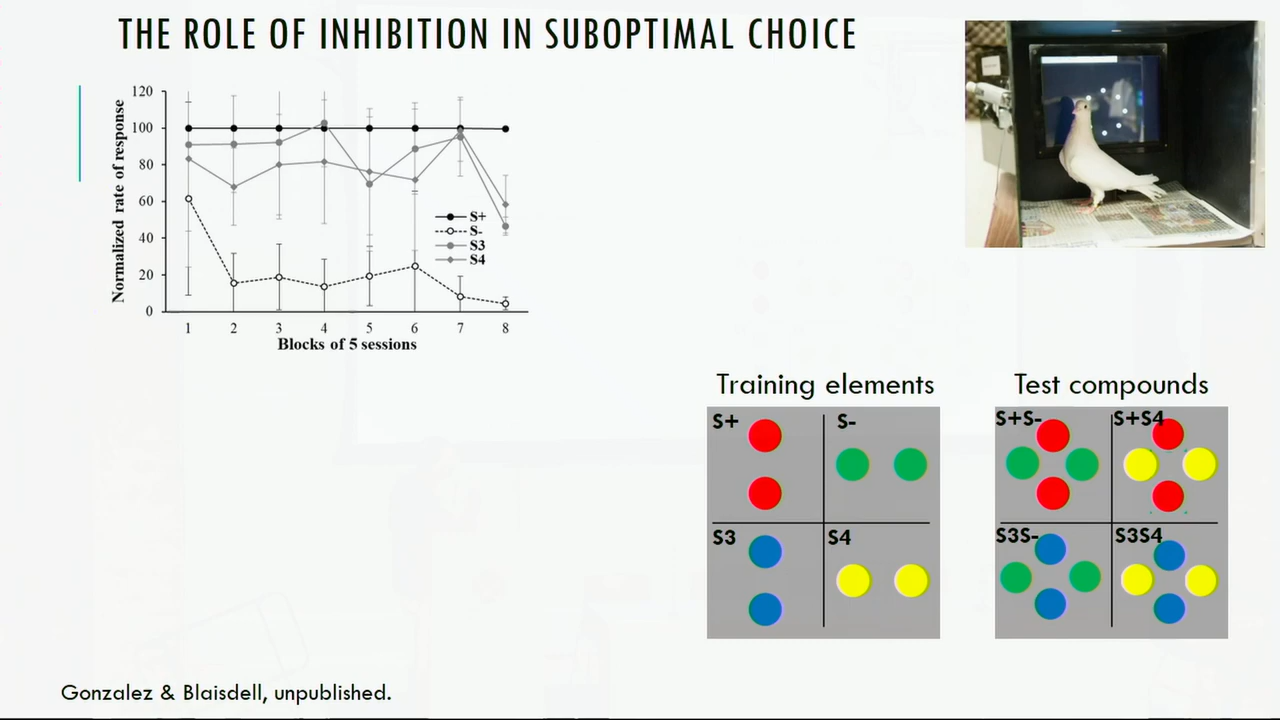 THE ROLE OF INHIBITION IN SUBOPTIMAL CHOICE
Normalized rate of response
120
100
80
60
40
20
0
S+
S-
S3
S4
1 2 3 4 5 6 7 8
Blocks of 5 sessions
Training elements
S+ S-
S3 S4
Test compounds
S+S- S+S4
S3S- S3S4
Gonzalez & Blaisdell, unpublished.